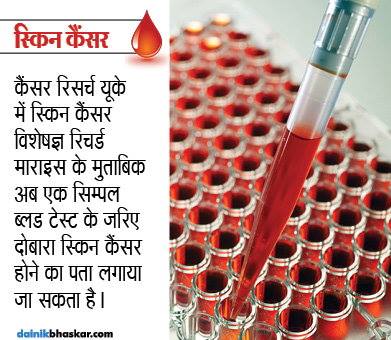 स्किन कैंसर
कैंसर रिसर्च यूके
में स्किन कैंसर
विशेषज्ञ रिचर्ड
माराइस के मुताबिक
अब एक सिम्पल
ब्लड टेस्ट के जरिए
दोबारा स्किन कैंसर
होने का पता लगाया
जा सकता है।
dainikbhaskar.com